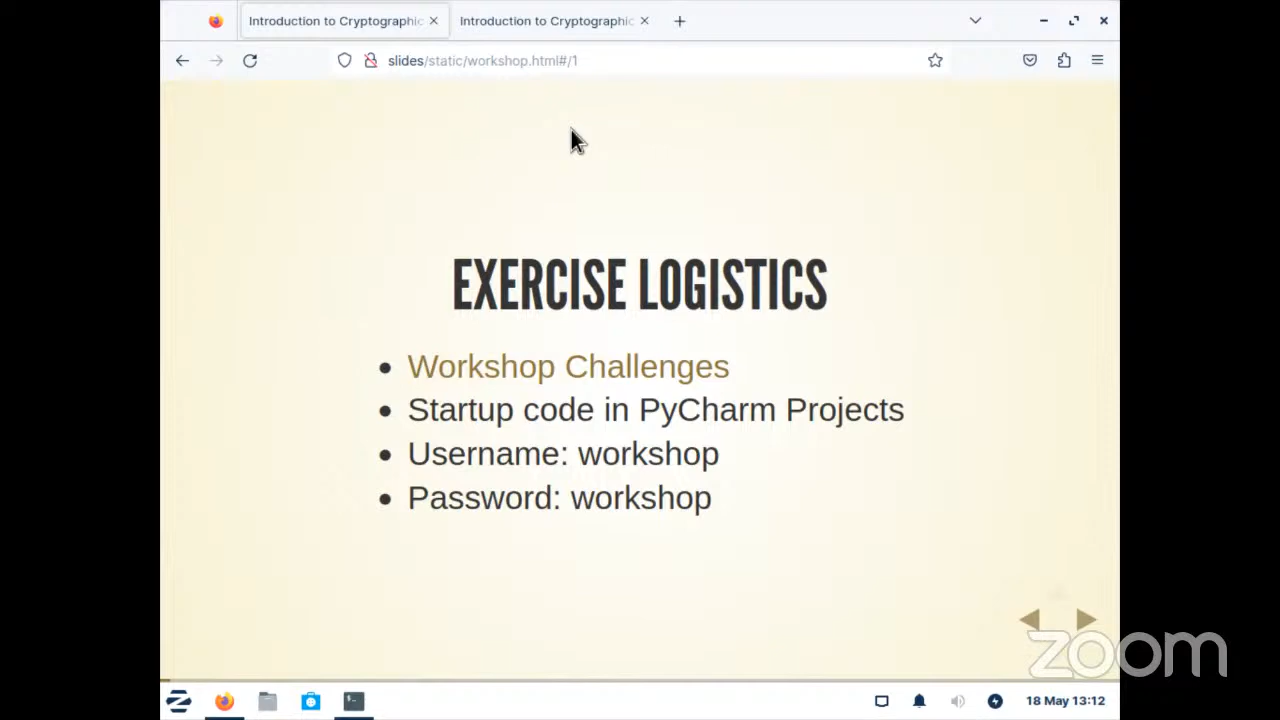 Introduction to Cryptographic
Introduction to Cryptographic
slides/static/workshop.html#/1
EXERCISE LOGISTICS
Workshop Challenges
Startup code in PyCharm Projects
Username: workshop
Password: workshop
zoom
18 May 13:12